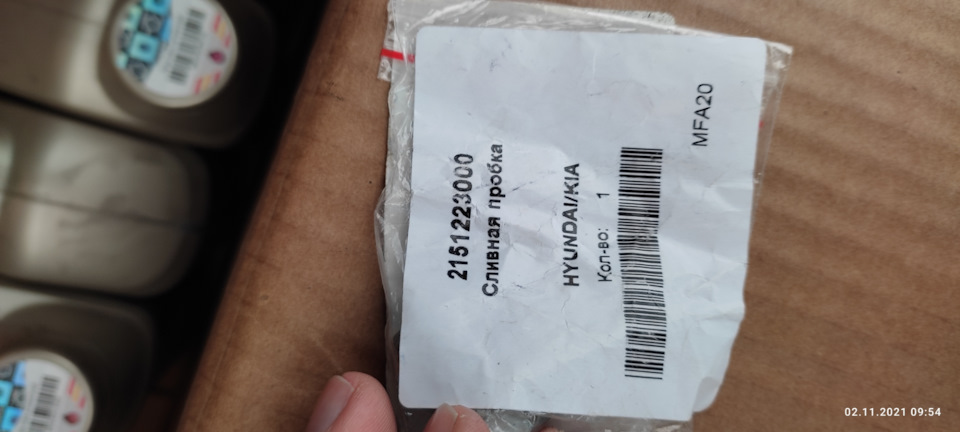 2151223000
Сливная пробка
HYUNDAI/KIA
Кол-во: 1
MFA20
02.11.2021 09:54